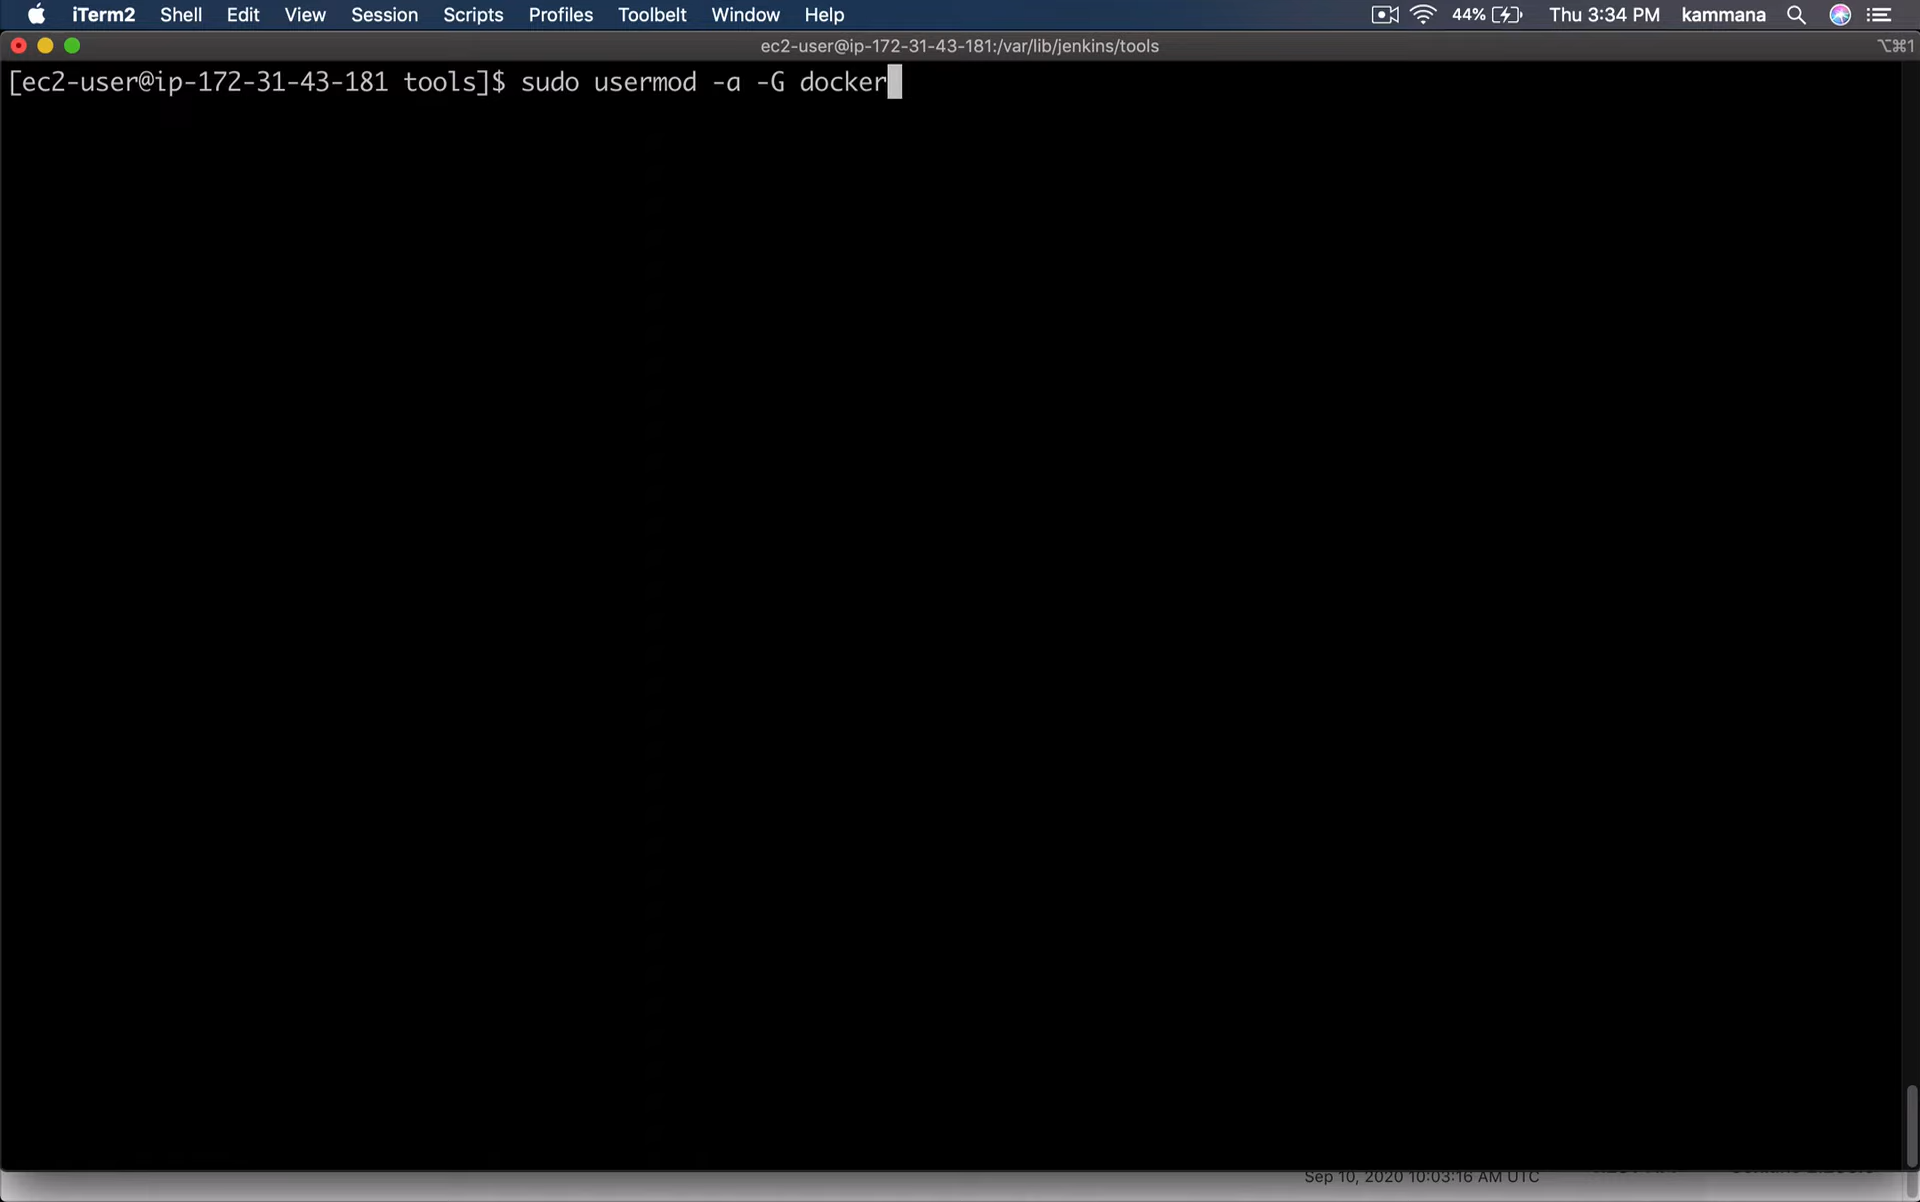 iTerm2 Shell Edit View Session Scripts Profiles Toolbelt Window Help 44% Thu 3:34 PM kammana
ec2-user@ip-172-31-43-181:/var/lib/jenkins/tools ⌥⌘1
[ec2-user@ip-172-31-43-181 tools]$ sudo usermod -a -G docker
Sep 10, 2020 10:03:16 AM UTC